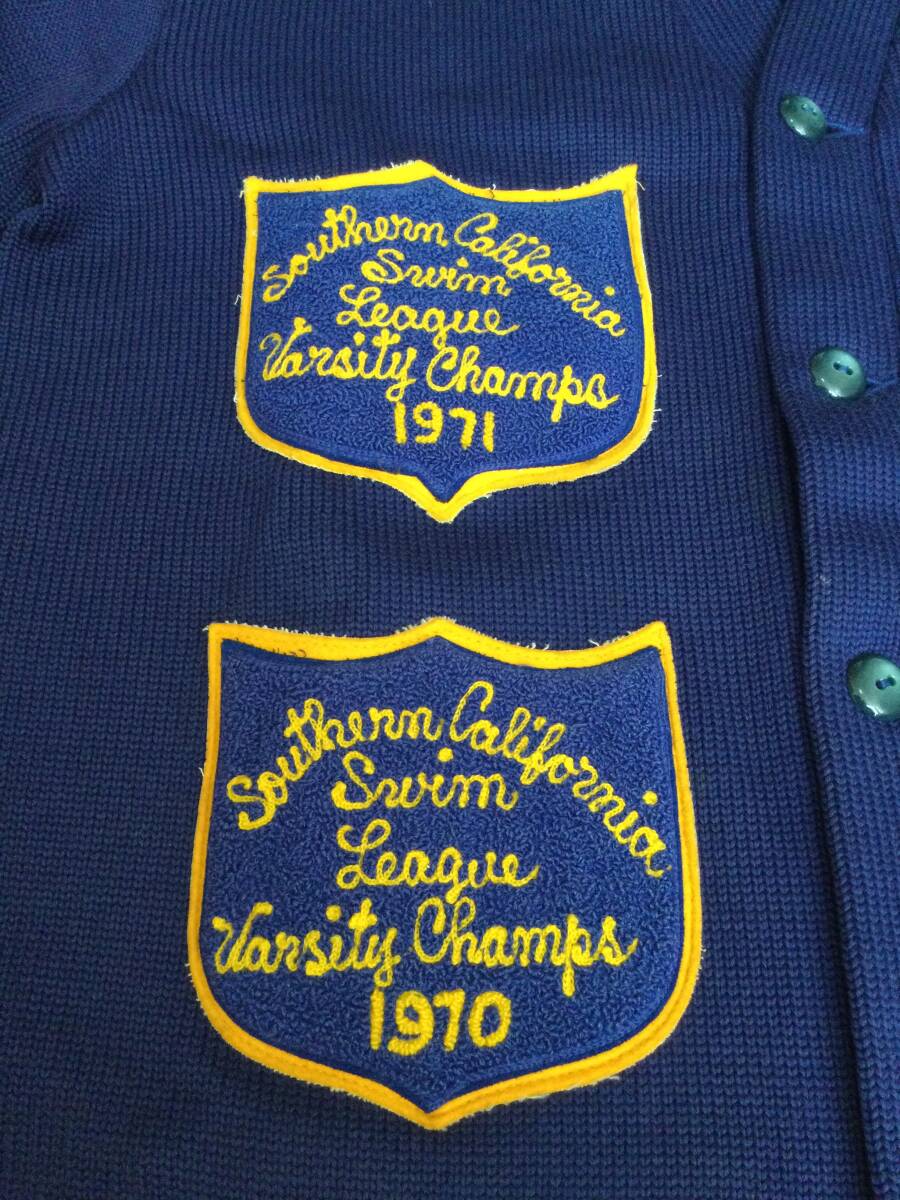 Southern California
Swim
League
Varsity Champs
1971
Southern California
Swim
League
Varsity Champs
1970